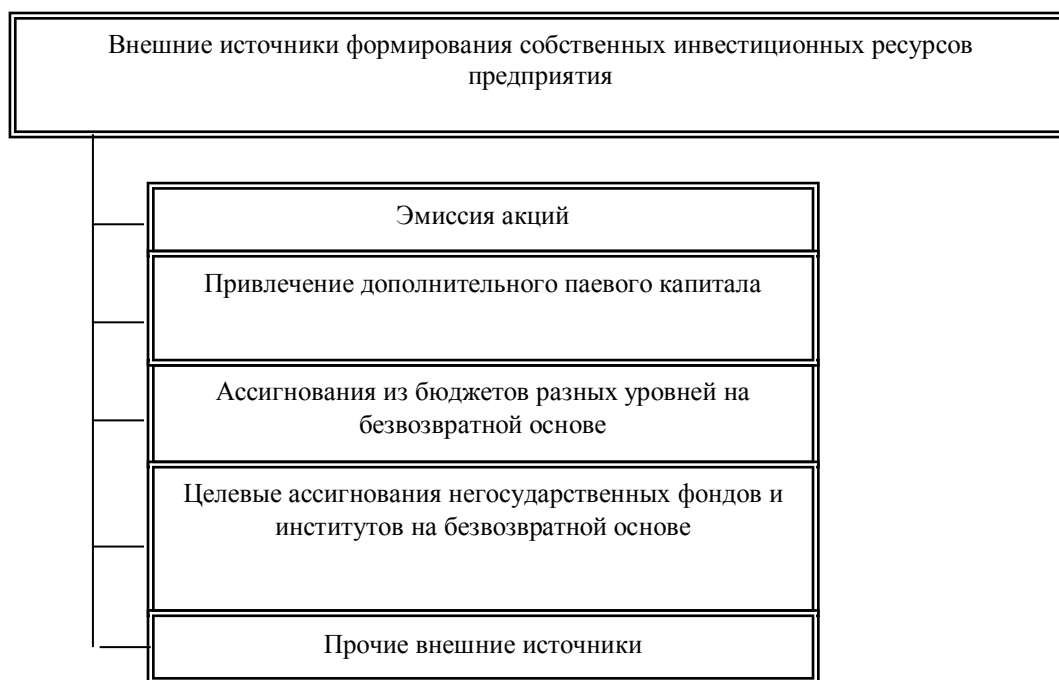 Внешние источники формирования собственных инвестиционных ресурсов
предприятия
Эмиссия акций
Привлечение дополнительного паевого капитала
Ассигнования из бюджетов разных уровней на
безвозвратной основе
Целевые ассигнования негосударственных фондов и
институтов на безвозвратной основе
Прочие внешние источники